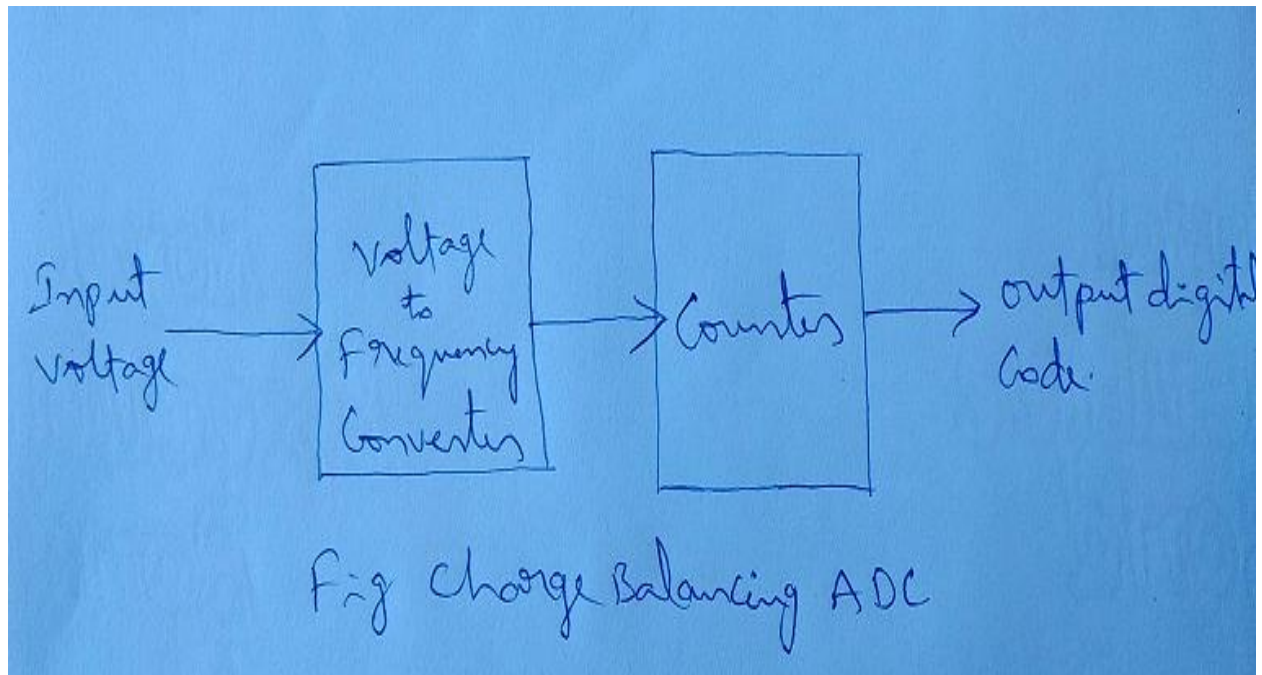 Input
voltage
Voltage
to
Frequency
Converter
Counter
output digital
Code.
Fig Charge Balancing ADC